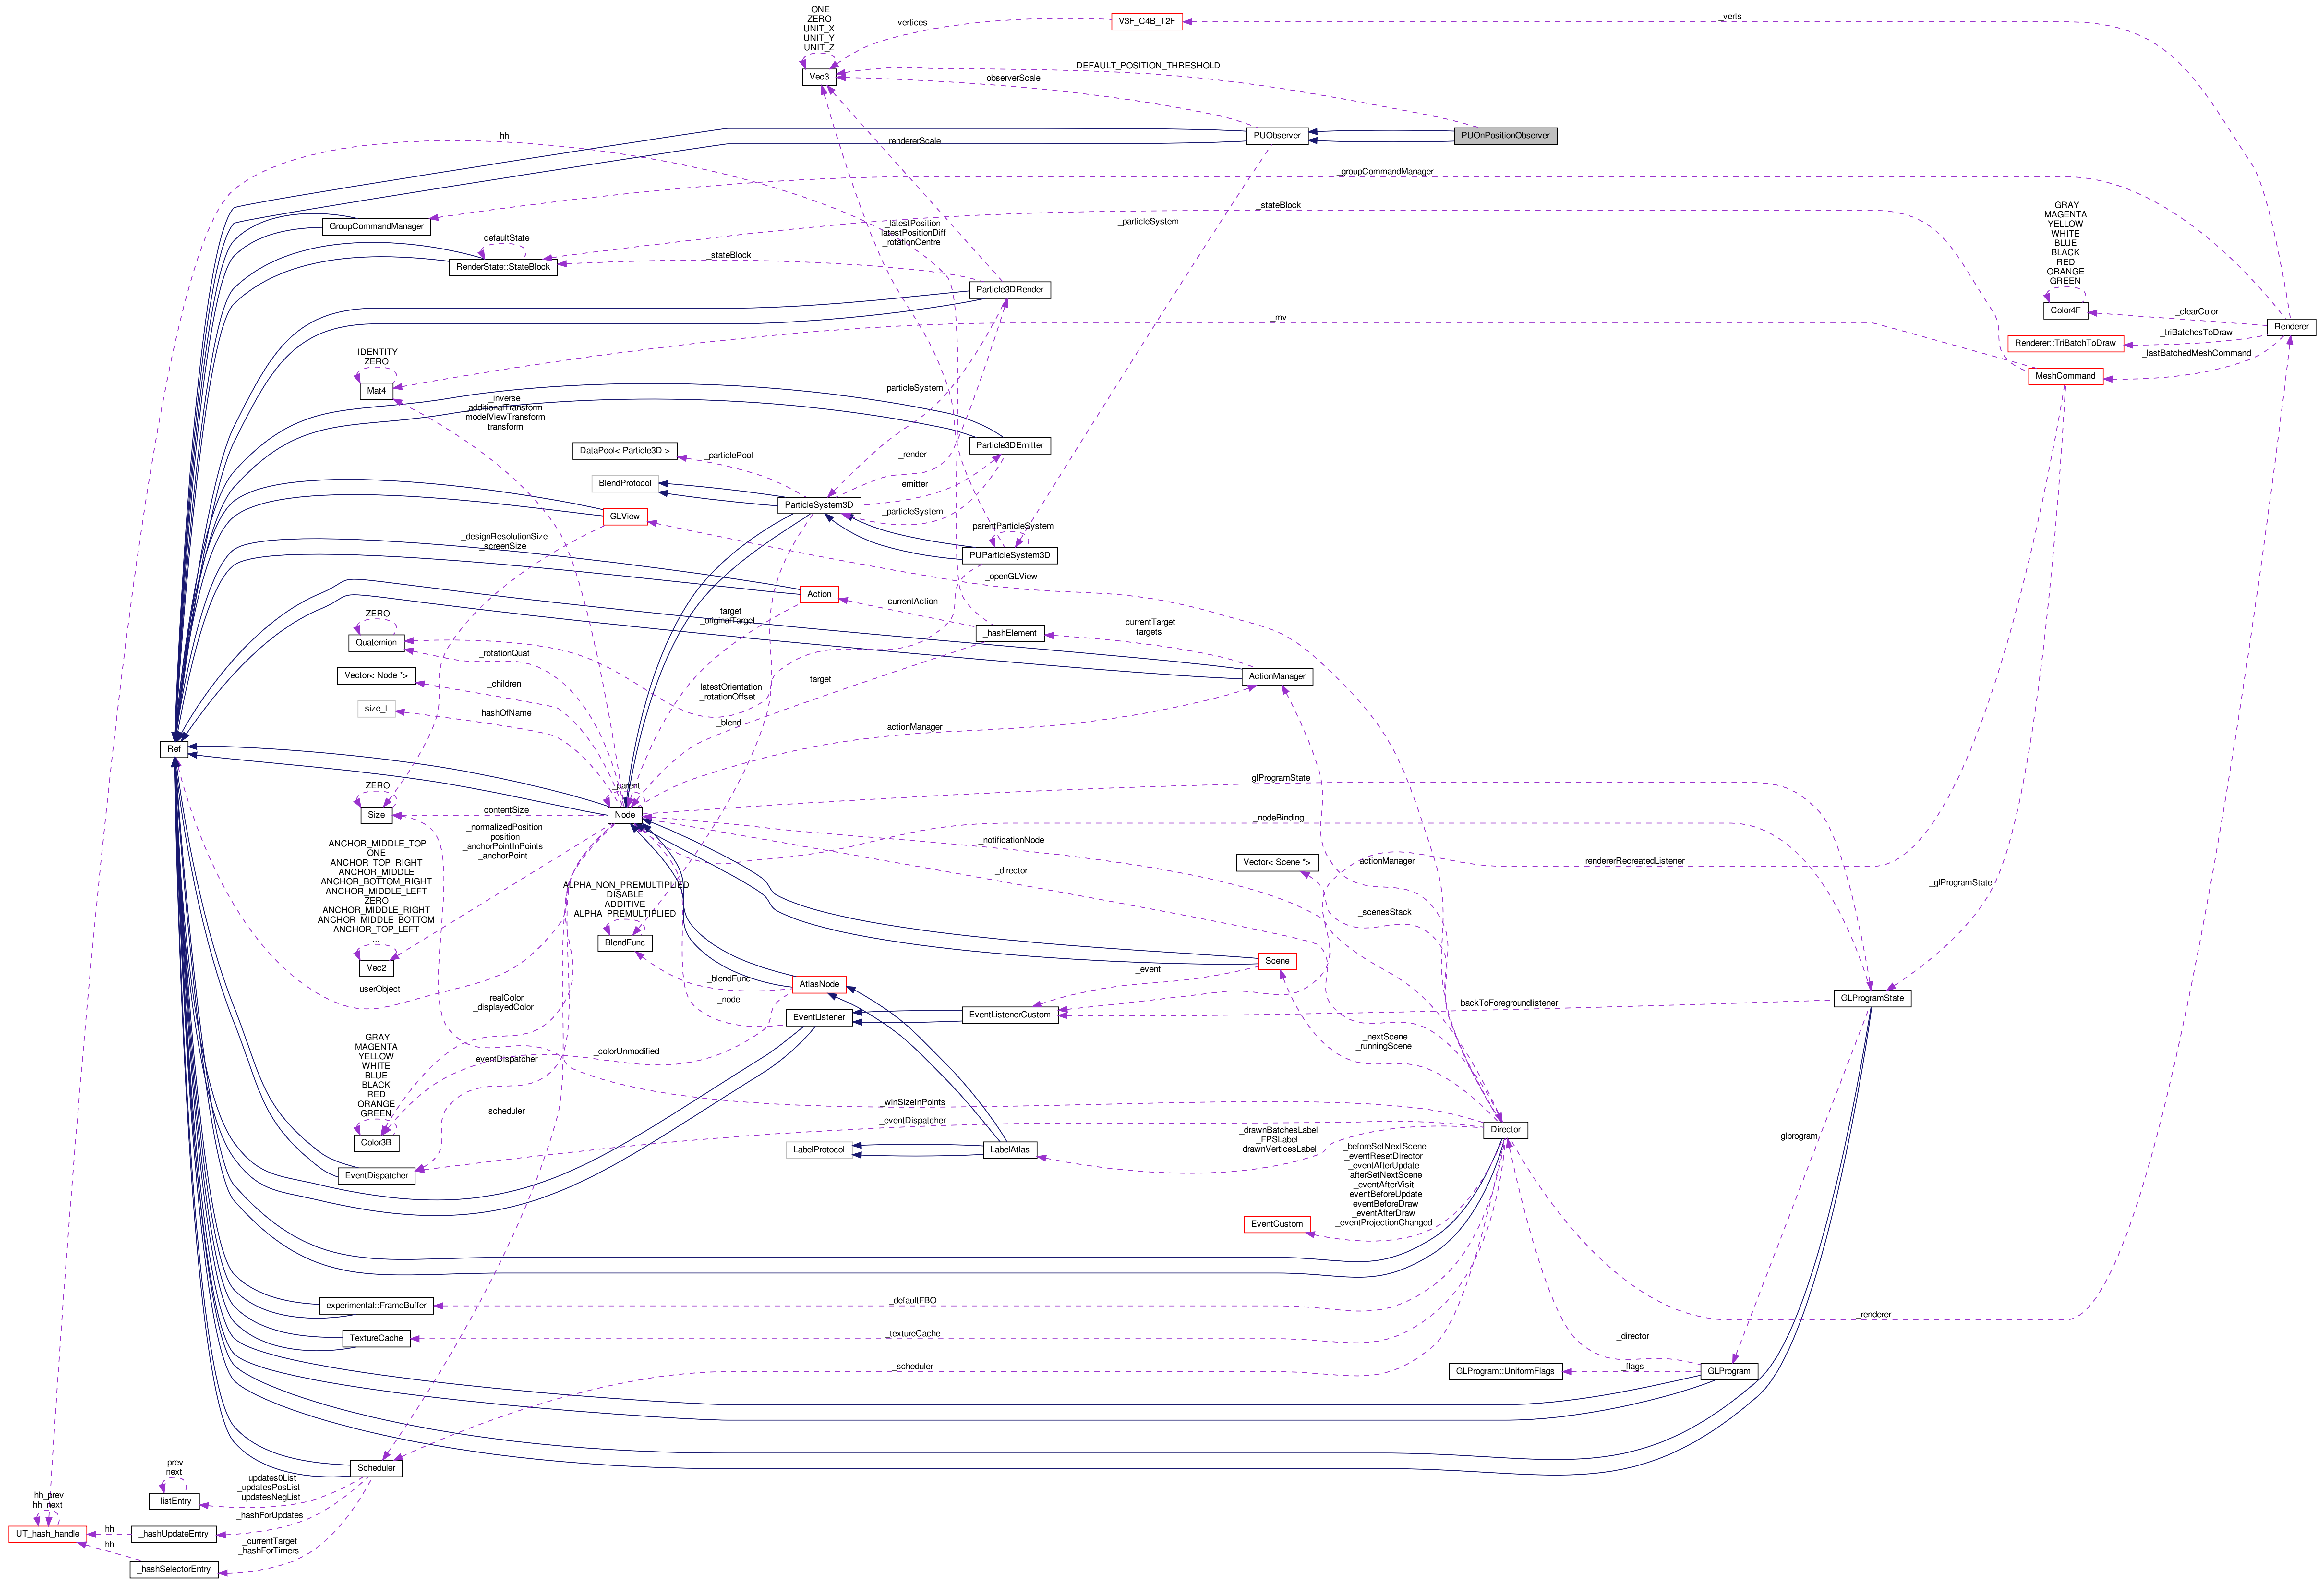 ONE
ZERO
UNIT_X
UNIT_Y
UNIT_Z
vertices
V3F_C4B_T2F
_verts
Vec3
DEFAULT_POSITION_THRESHOLD
_observerScale
hh
PUObserver
PUOnPositionObserver
_rendererScale
_groupCommandManager
GroupCommandManager
_stateBlock
_latestPosition
_latestPositionDiff
_rotationCentre
_particleSystem
GRAY
MAGENTA
YELLOW
WHITE
BLUE
BLACK
RED
ORANGE
GREEN
_defaultState
RenderState::StateBlock
_stateBlock
Particle3DRender
Color4F
_clearColor
Renderer
_mv
_triBatchesToDraw
Renderer::TriBatchToDraw
_lastBatchedMeshCommand
MeshCommand
IDENTITY
ZERO
Mat4
_inverse
_additionalTransform
_modelViewTransform
_transform
_particleSystem
Particle3DEmitter
DataPool< Particle3D >
_particlePool
_render
BlendProtocol
_emitter
ParticleSystem3D
_particleSystem
GLView
_parentParticleSystem
PUParticleSystem3D
_designResolutionSize
_screenSize
_openGLView
Action
currentAction
ZERO
Quaternion
_target
_originalTarget
_hashElement
_currentTarget
_targets
_rotationQuat
Vector< Node *>
_children
_latestOrientation
_rotationOffset
target
ActionManager
size_t
_hashOfName
_blend
_actionManager
Ref
ZERO
Size
_contentSize
_parent
Node
_glProgramState
_nodeBinding
_normalizedPosition
_position
_anchorPointInPoints
_anchorPoint
ANCHOR_MIDDLE_TOP
ONE
ANCHOR_TOP_RIGHT
ANCHOR_MIDDLE
ANCHOR_BOTTOM_RIGHT
ANCHOR_MIDDLE_LEFT
ZERO
ANCHOR_MIDDLE_RIGHT
ANCHOR_MIDDLE_BOTTOM
ANCHOR_TOP_LEFT
...
Vec2
_notificationNode
_director
Vector< Scene *>
_actionManager
_rendererRecreatedListener
_glProgramState
ALPHA_NON_PREMULTIPLIED
DISABLE
ADDITIVE
ALPHA_PREMULTIPLIED
BlendFunc
_scenesStack
Scene
_event
_userObject
_realColor
_displayedColor
_blendFunc
AtlasNode
_node
EventListener
EventListenerCustom
_backToForegroundlistener
GLProgramState
GRAY
MAGENTA
YELLOW
WHITE
BLUE
BLACK
RED
ORANGE
GREEN
Color3B
_eventDispatcher
_colorUnmodified
_nextScene
_runningScene
_scheduler
_winSizeInPoints
_eventDispatcher
EventDispatcher
LabelProtocol
LabelAtlas
_drawnBatchesLabel
_FPSLabel
_drawnVerticesLabel
Director
_beforeSetNextScene
_eventResetDirector
_eventAfterUpdate
_afterSetNextScene
_eventAfterVisit
_eventBeforeUpdate
_eventBeforeDraw
_eventAfterDraw
_eventProjectionChanged
EventCustom
_glprogram
experimental::FrameBuffer
_defaultFBO
_renderer
TextureCache
_textureCache
_director
_scheduler
GLProgram::UniformFlags
_flags
GLProgram
Scheduler
prev
next
_listEntry
_updates0List
_updatesPosList
_updatesNegList
hh_prev
hh_next
UT_hash_handle
hh
_hashUpdateEntry
_hashForUpdates
hh
_hashSelectorEntry
_currentTarget
_hashForTimers